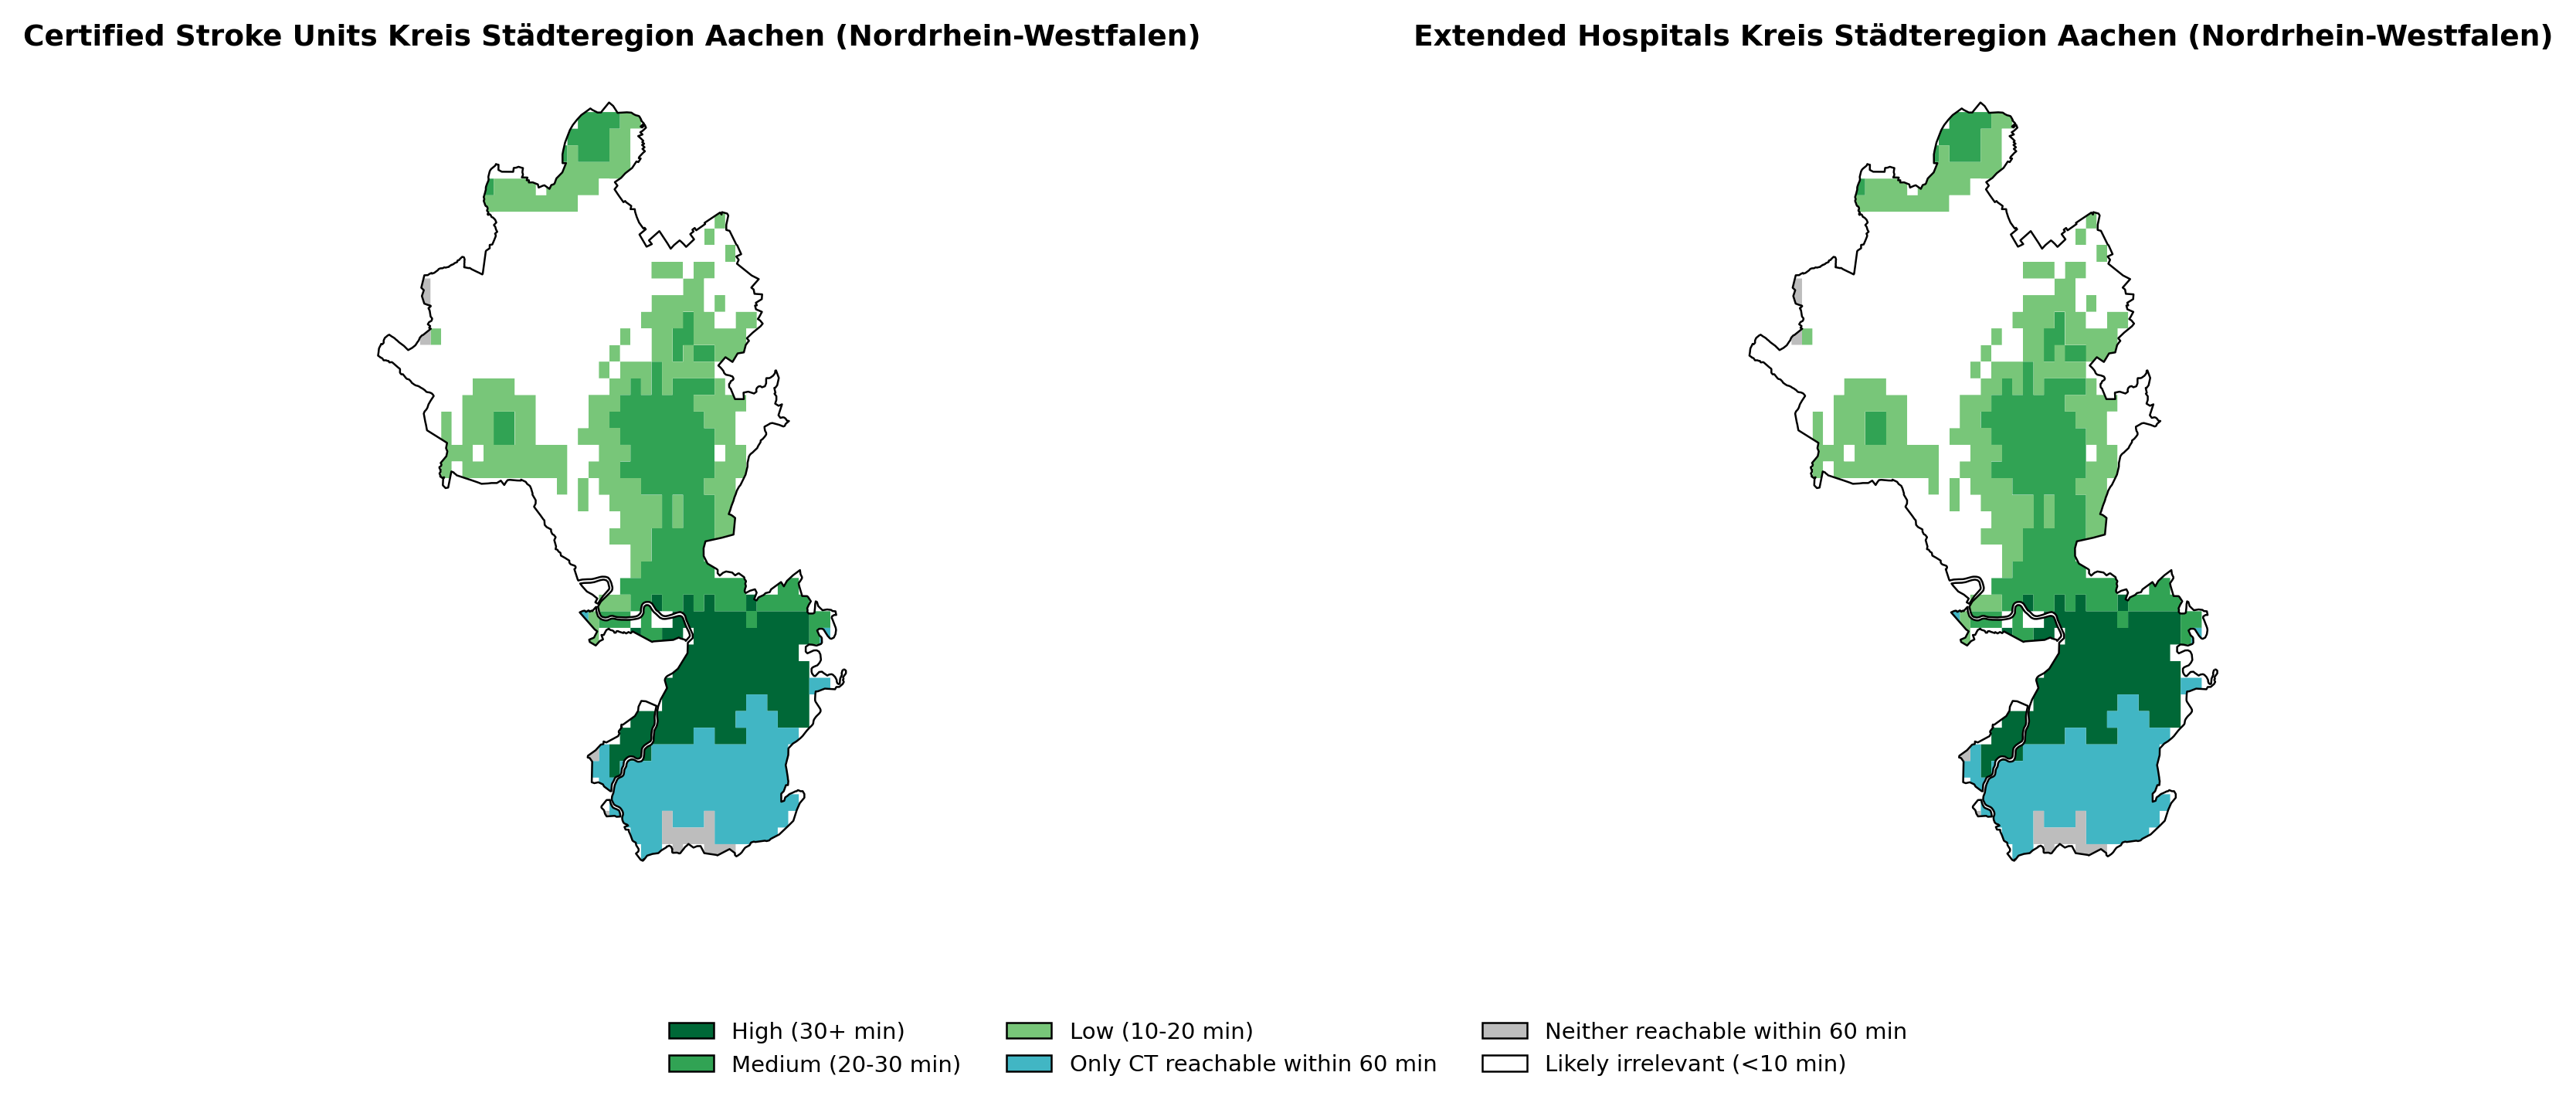 Certified Stroke Units Kreis Städteregion Aachen (Nordrhein-Westfalen)
Extended Hospitals Kreis Städteregion Aachen (Nordrhein-Westfalen)
High (30+ min)
Medium (20-30 min)
Low (10-20 min)
Only CT reachable within 60 min
Neither reachable within 60 min
Likely irrelevant (<10 min)